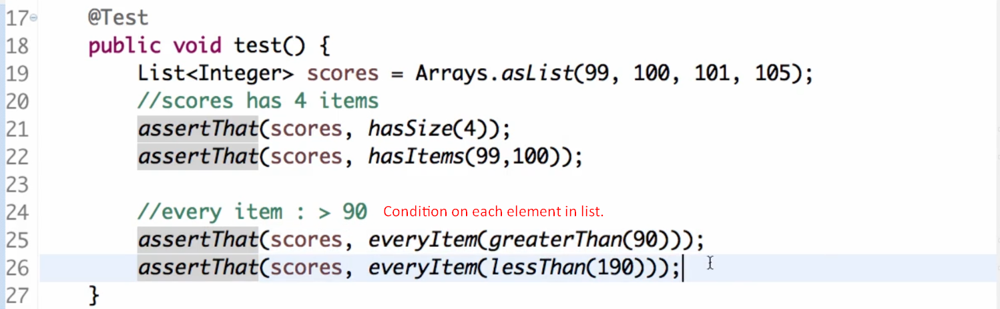 17 @Test
18 public void test() {
19 List<Integer> scores = Arrays.asList(99, 100, 101, 105);
20 //scores has 4 items
21 assertThat(scores, hasSize(4));
22 assertThat(scores, hasItems(99,100));
23
24 //every item : > 90 Condition on each element in list.
25 assertThat(scores, everyItem(greaterThan(90)));
26 assertThat(scores, everyItem(lessThan(190)));
27 }